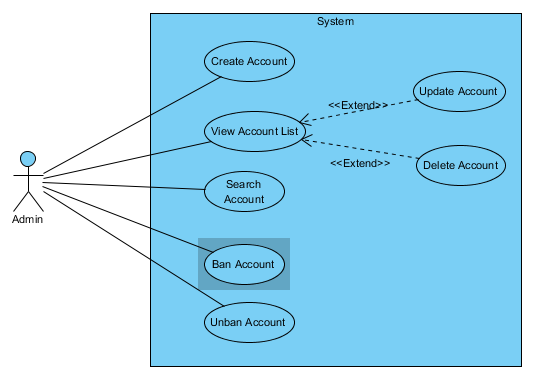 System
Create Account
Update Account
<<Extend>>
View Account List
Delete Account
<<Extend>>
Search
Account
Admin
Ban Account
Unban Account